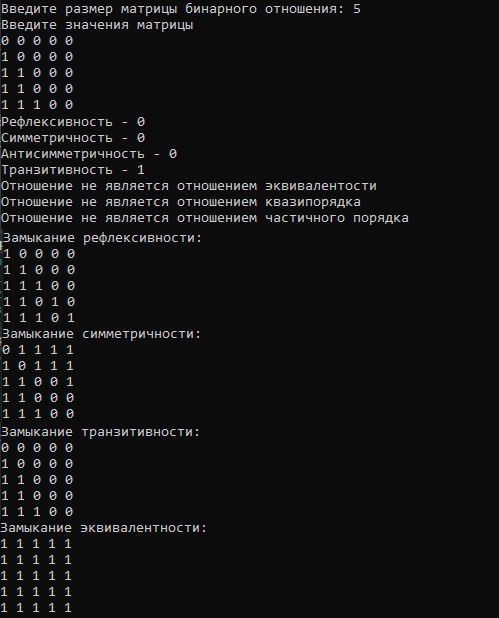 Введите размер матрицы бинарного отношения: 5
Введите значения матрицы
0 0 0 0 0
1 0 0 0 0
1 1 0 0 0
1 1 0 0 0
1 1 1 0 0
Рефлексивность - 0
Симметричность - 0
Антисимметричность - 0
Транзитивность - 1
Отношение не является отношением эквивалентости
Отношение не является отношением квазипорядка
Отношение не является отношением частичного порядка
Замыкание рефлексивности:
1 0 0 0 0
1 1 0 0 0
1 1 1 0 0
1 1 0 1 0
1 1 1 0 1
Замыкание симметричности:
0 1 1 1 1
1 0 1 1 1
1 1 0 0 1
1 1 0 0 0
1 1 1 0 0
Замыкание транзитивности:
0 0 0 0 0
1 0 0 0 0
1 1 0 0 0
1 1 0 0 0
1 1 1 0 0
Замыкание эквивалентности:
1 1 1 1 1
1 1 1 1 1
1 1 1 1 1
1 1 1 1 1
1 1 1 1 1